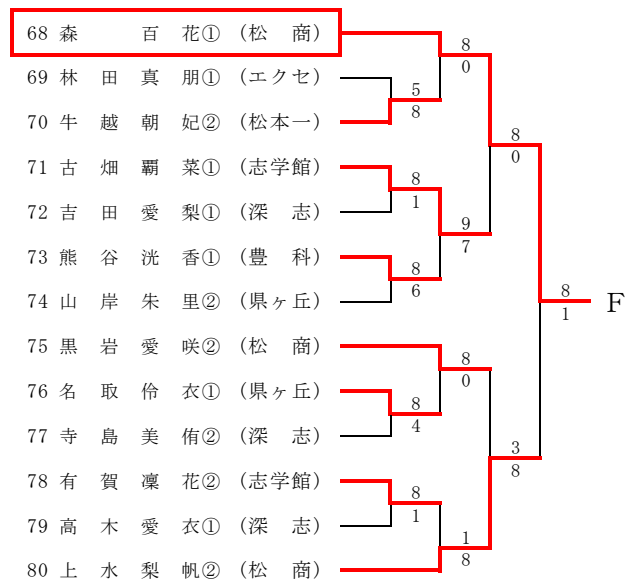 68 森 百 花① (松 商)
8
0
69 林 田 真 朋① (エクセ)
5
8
70 牛 越 朝 妃② (松本一)
8
0
71 古 畑 覇 菜① (志学館)
8
1
72 吉 田 愛 梨① (深 志)
9
7
73 熊 谷 洸 香① (豊 科)
8
6
74 山 岸 朱 里② (県ヶ丘)
8
1
F
75 黒 岩 愛 咲② (松 商)
8
0
76 名 取 伶 衣① (県ヶ丘)
8
4
77 寺 島 美 侑② (深 志)
3
8
78 有 賀 凜 花② (志学館)
8
1
79 高 木 愛 衣① (深 志)
1
8
80 上 水 梨 帆② (松 商)